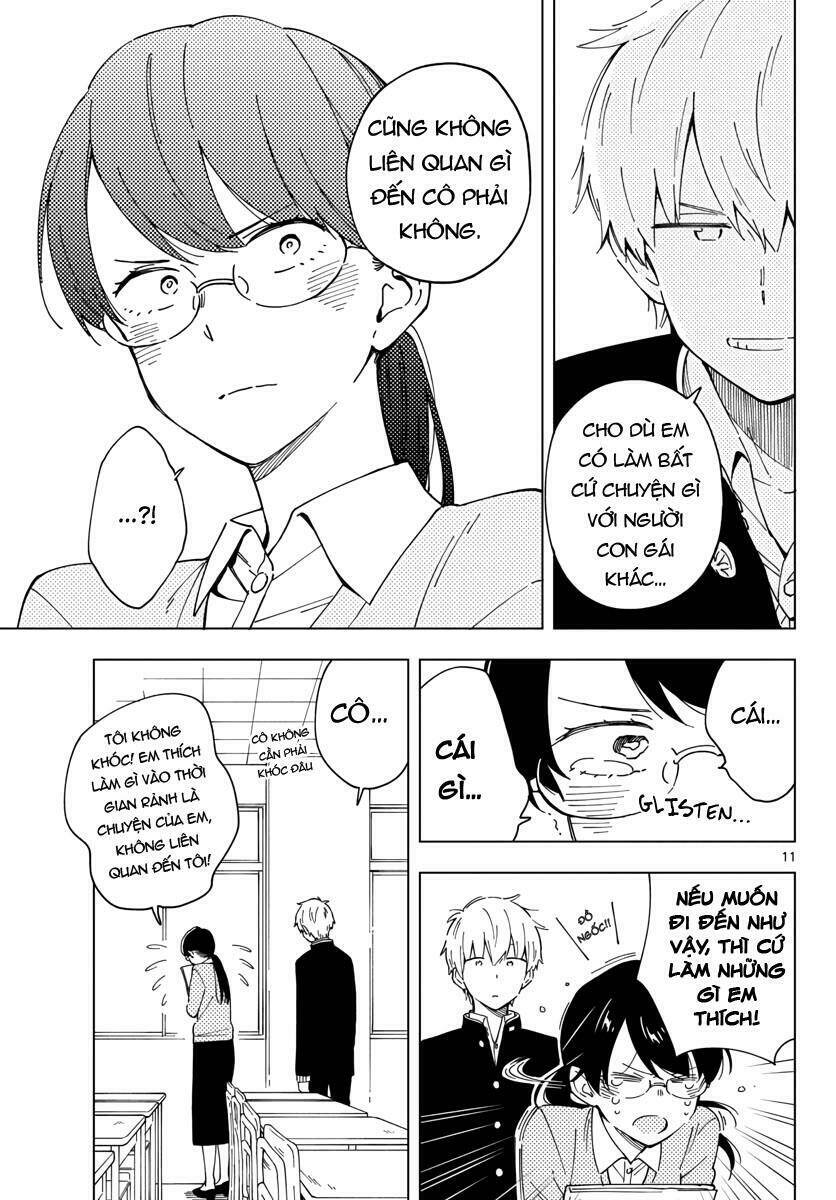 CHO DÙ EM
CÓ LÀM BẤT
CỨ CHUYỆN GÌ
VỚI NGƯỜI
CON GÁI
KHÁC...
CŨNG KHÔNG
LIÊN QUAN GÌ
ĐẾN CÔ PHẢI
KHÔNG.
...?!
CÁI...
CÁI
GÌ...
GLISTEN...
CÔ...
CÔ KHÔNG
CẦN PHẢI
KHÓC ĐÂU
TÔI KHÔNG
KHÓC! EM THÍCH
LÀM GÌ VÀO THỜI
GIAN RẢNH LÀ
CHUYỆN CỦA EM,
KHÔNG LIÊN
QUAN ĐẾN TÔI!
11
NẾU MUỐN
ĐI ĐẾN NHƯ
VẬY, THÌ CỨ
LÀM NHỮNG
GÌ EM
THÍCH!
ĐỒ
NGỐC!!